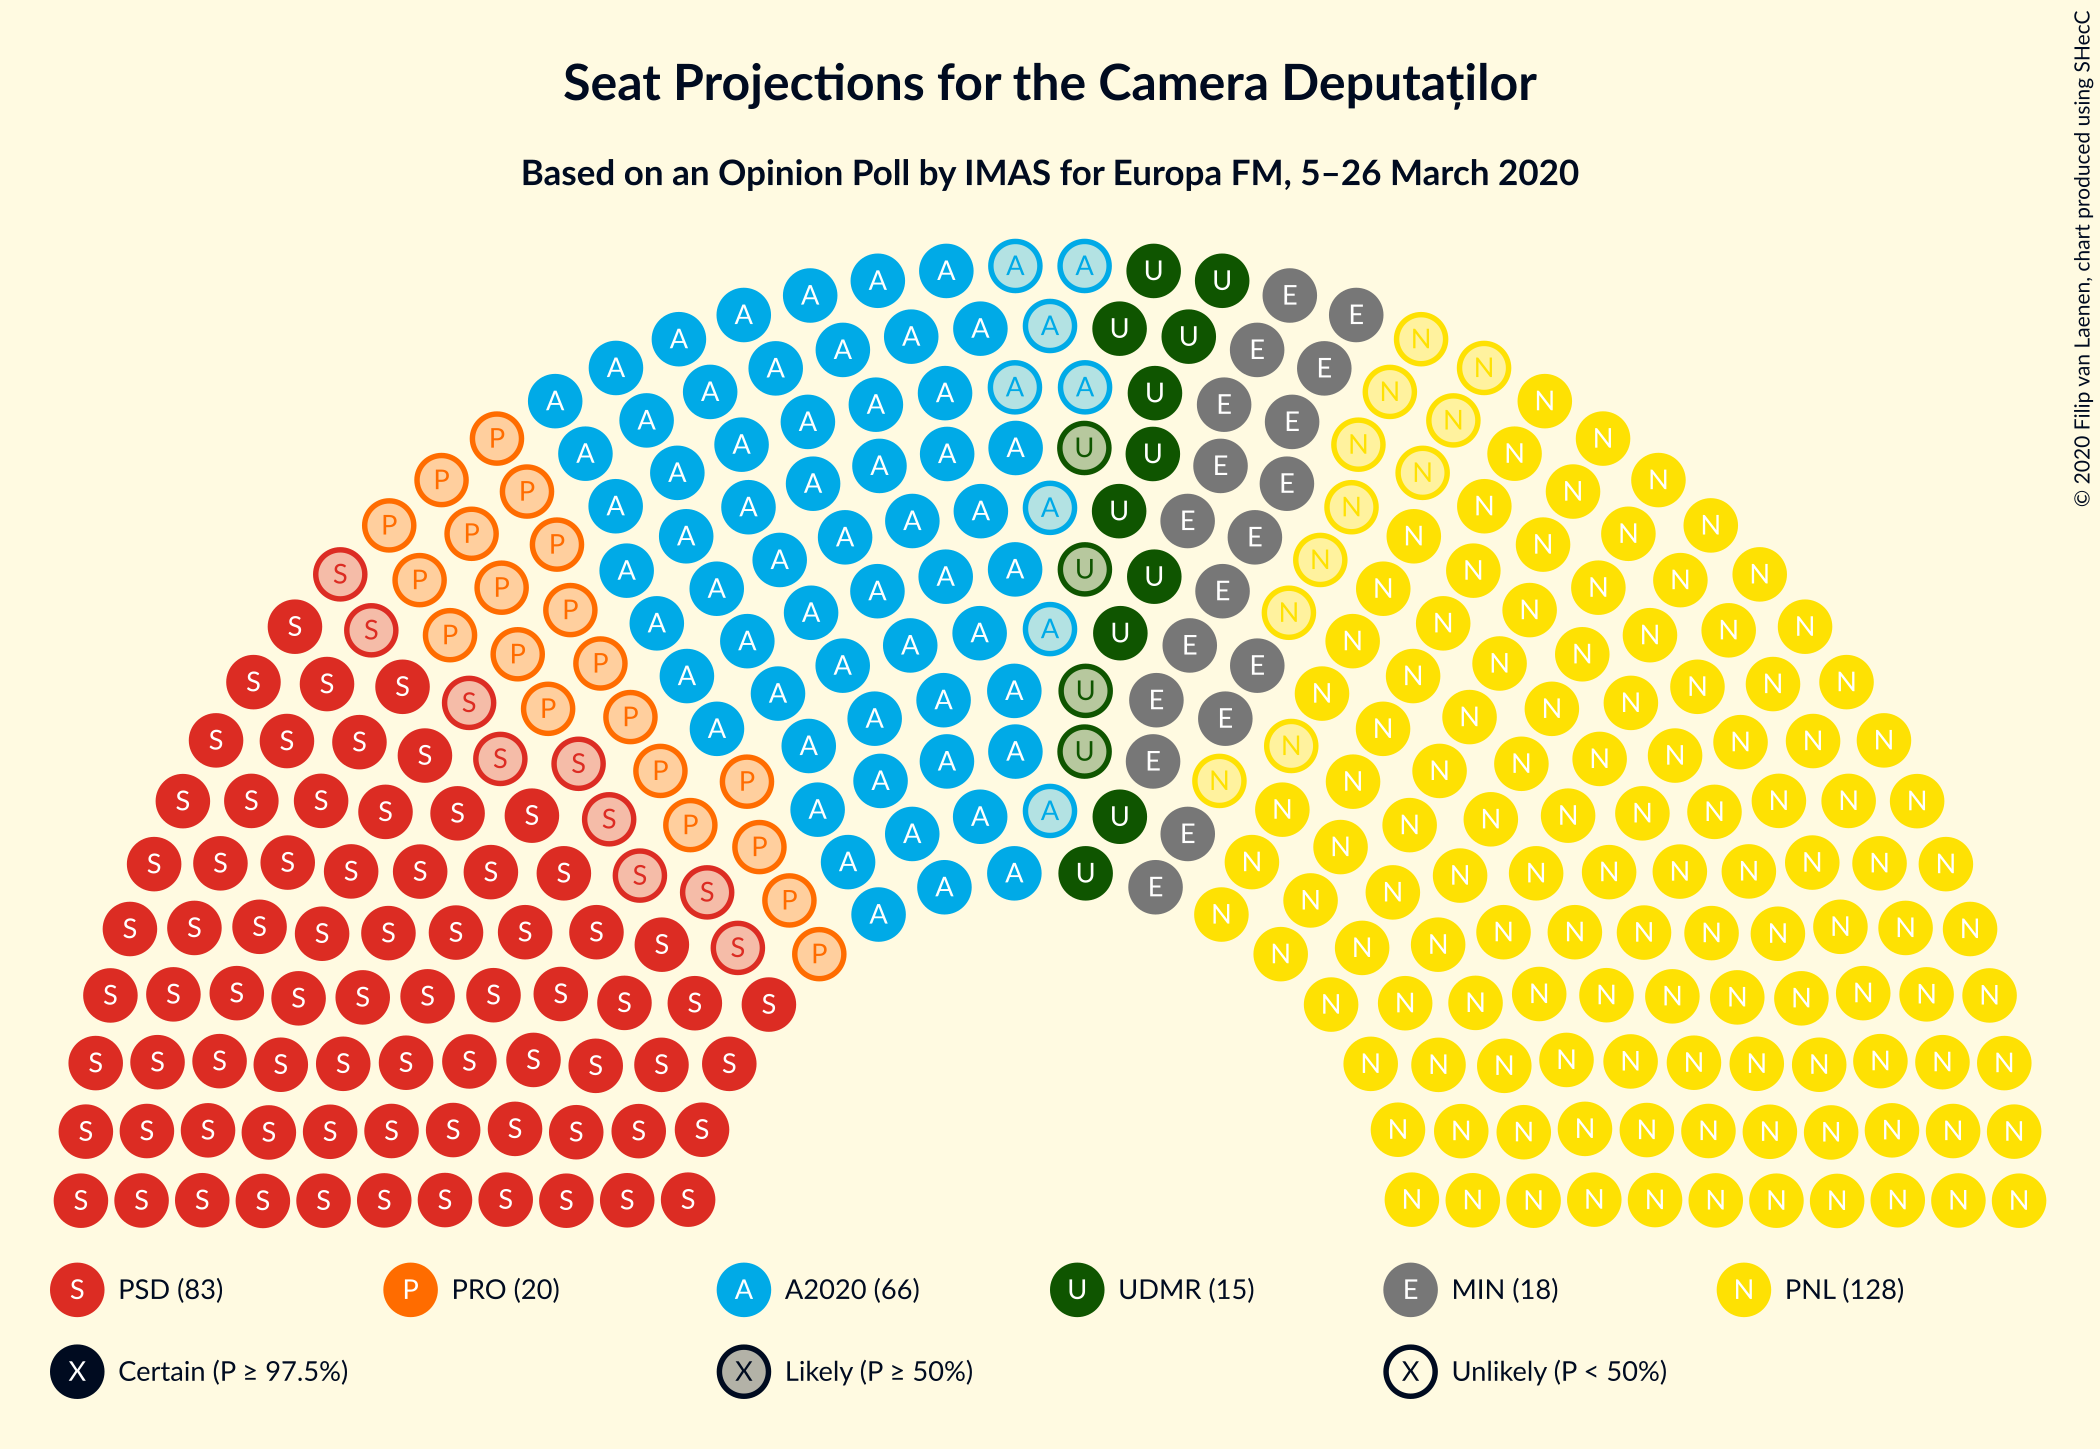 Seat Projections for the Camera Deputaților
Based on an Opinion Poll by IMAS for Europa FM, 5–26 March 2020
© 2020 Filip van Laenen, chart produced using SHecC
S PSD (83)
P PRO (20)
A A2020 (66)
U UDMR (15)
E MIN (18)
N PNL (128)
X Certain (P ≥ 97.5%)
X Likely (P ≥ 50%)
X Unlikely (P < 50%)